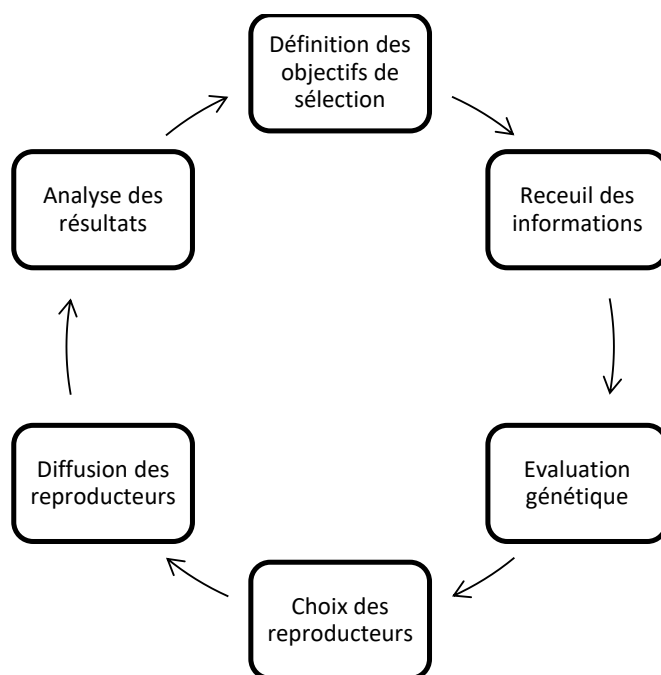 Définition des
objectifs de
sélection
Receuil des
informations
Evaluation
génétique
Choix des
reproducteurs
Diffusion des
reproducteurs
Analyse des
résultats